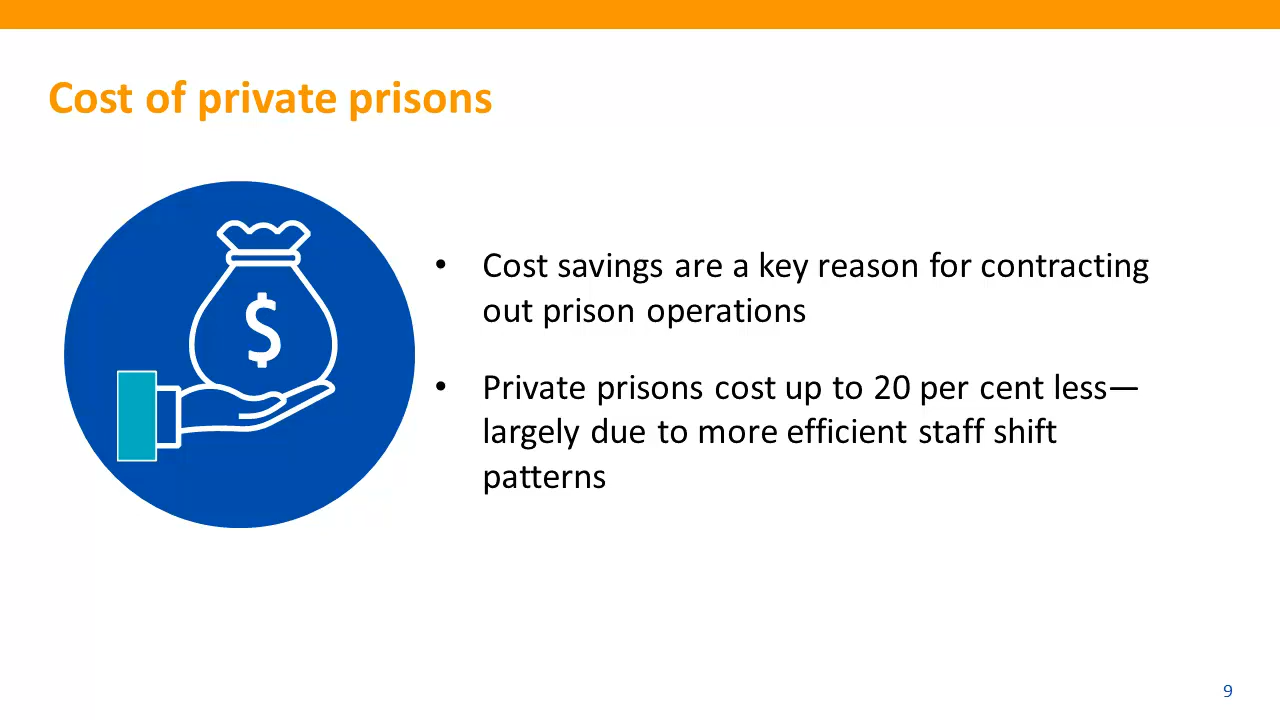 Cost of private prisons
$
• Cost savings are a key reason for contracting
out prison operations
• Private prisons cost up to 20 per cent less—
largely due to more efficient staff shift
patterns
9